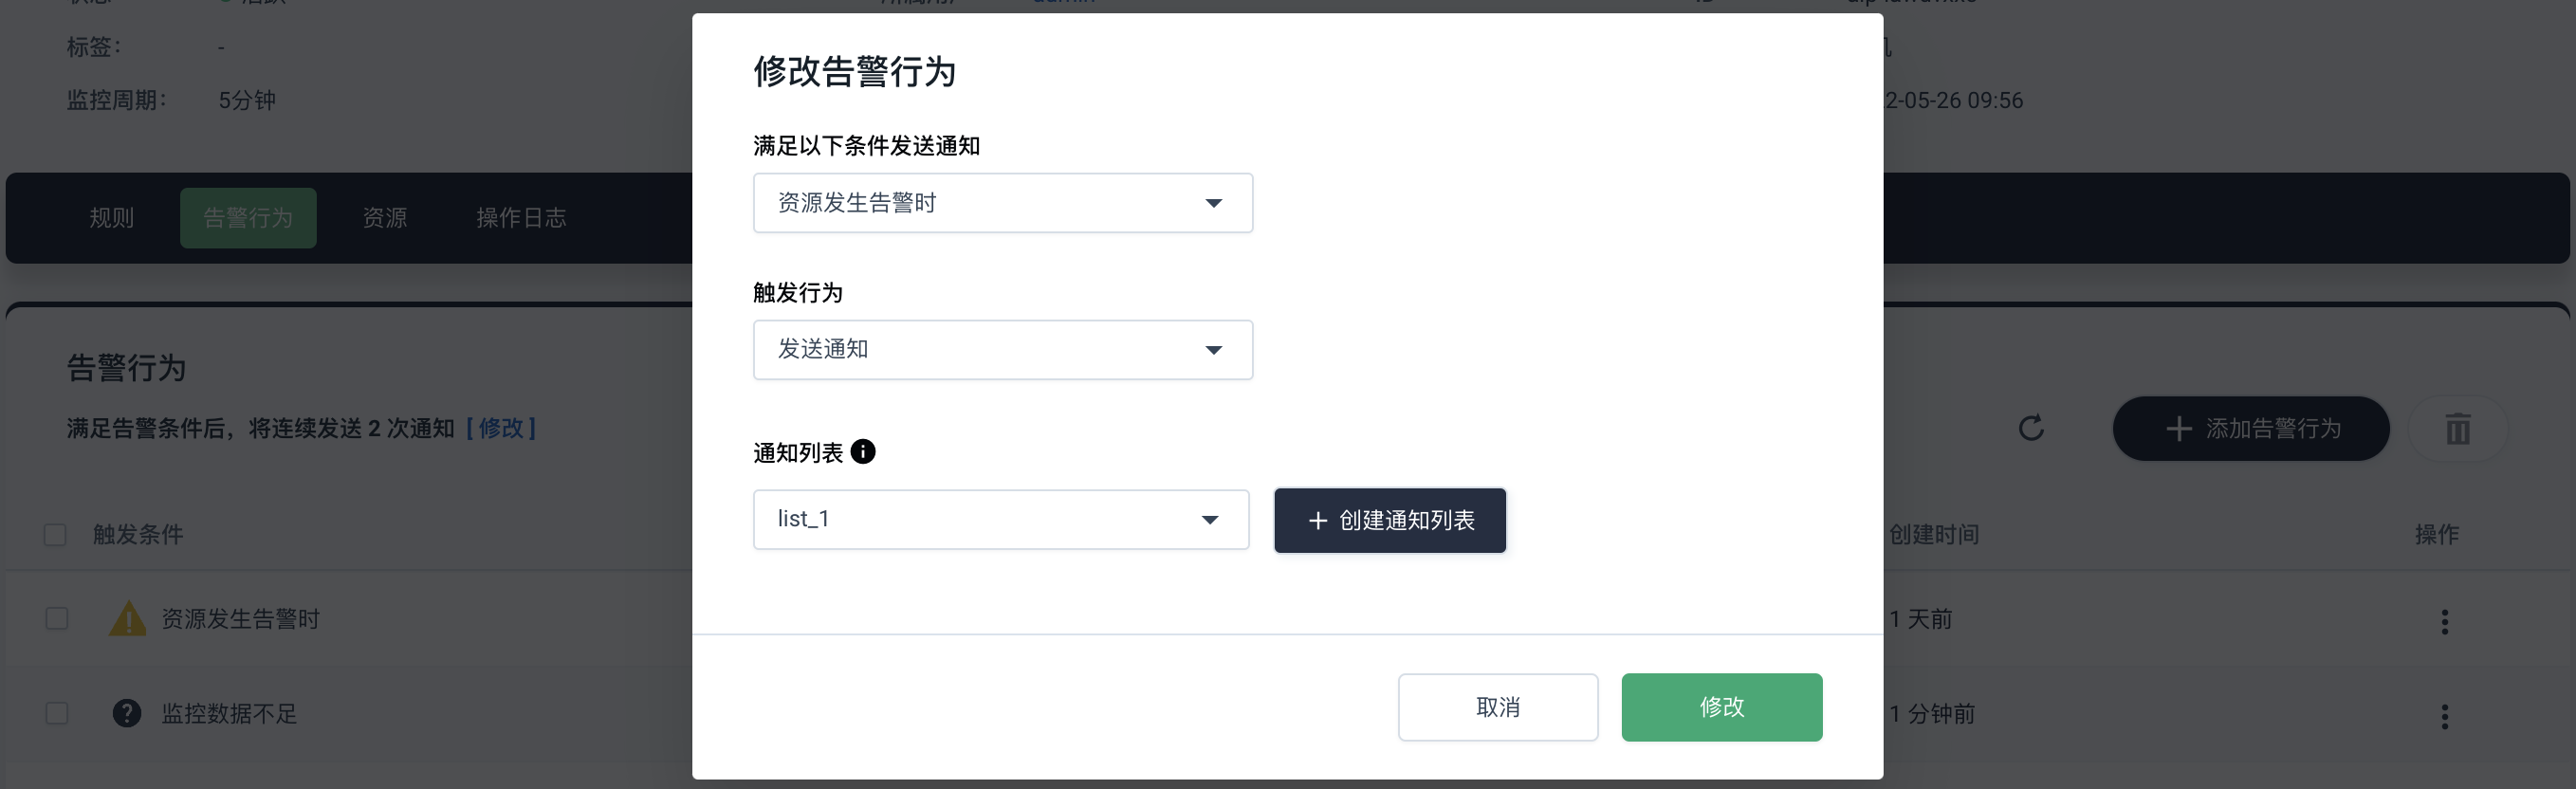 标签： -
监控周期： 5分钟
2-05-26 09:56
规则 告警行为 资源 操作日志
告警行为
满足告警条件后，将连续发送 2 次通知 [ 修改 ]
添加告警行为
触发条件 创建时间 操作
资源发生告警时 1 天前
监控数据不足 1 分钟前
修改告警行为
满足以下条件发送通知
资源发生告警时
触发行为
发送通知
通知列表
list_1
创建通知列表
取消 修改